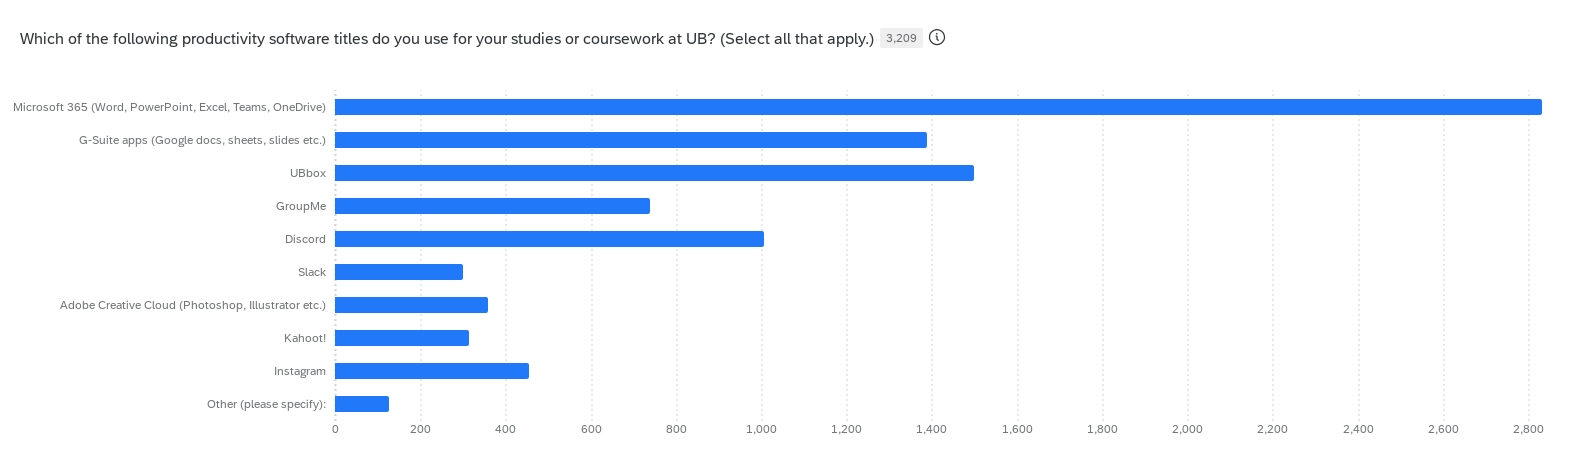 Which of the following productivity software titles do you use for your studies or coursework at UB? (Select all that apply.) 3,209
Microsoft 365 (Word, PowerPoint, Excel, Teams, OneDrive)
G-Suite apps (Google docs, sheets, slides etc.)
UBbox
GroupMe
Discord
Slack
Adobe Creative Cloud (Photoshop, Illustrator etc.)
Kahoot!
Instagram
Other (please specify):
0 200 400 600 800 1,000 1,200 1,400 1,600 1,800 2,000 2,200 2,400 2,600 2,800